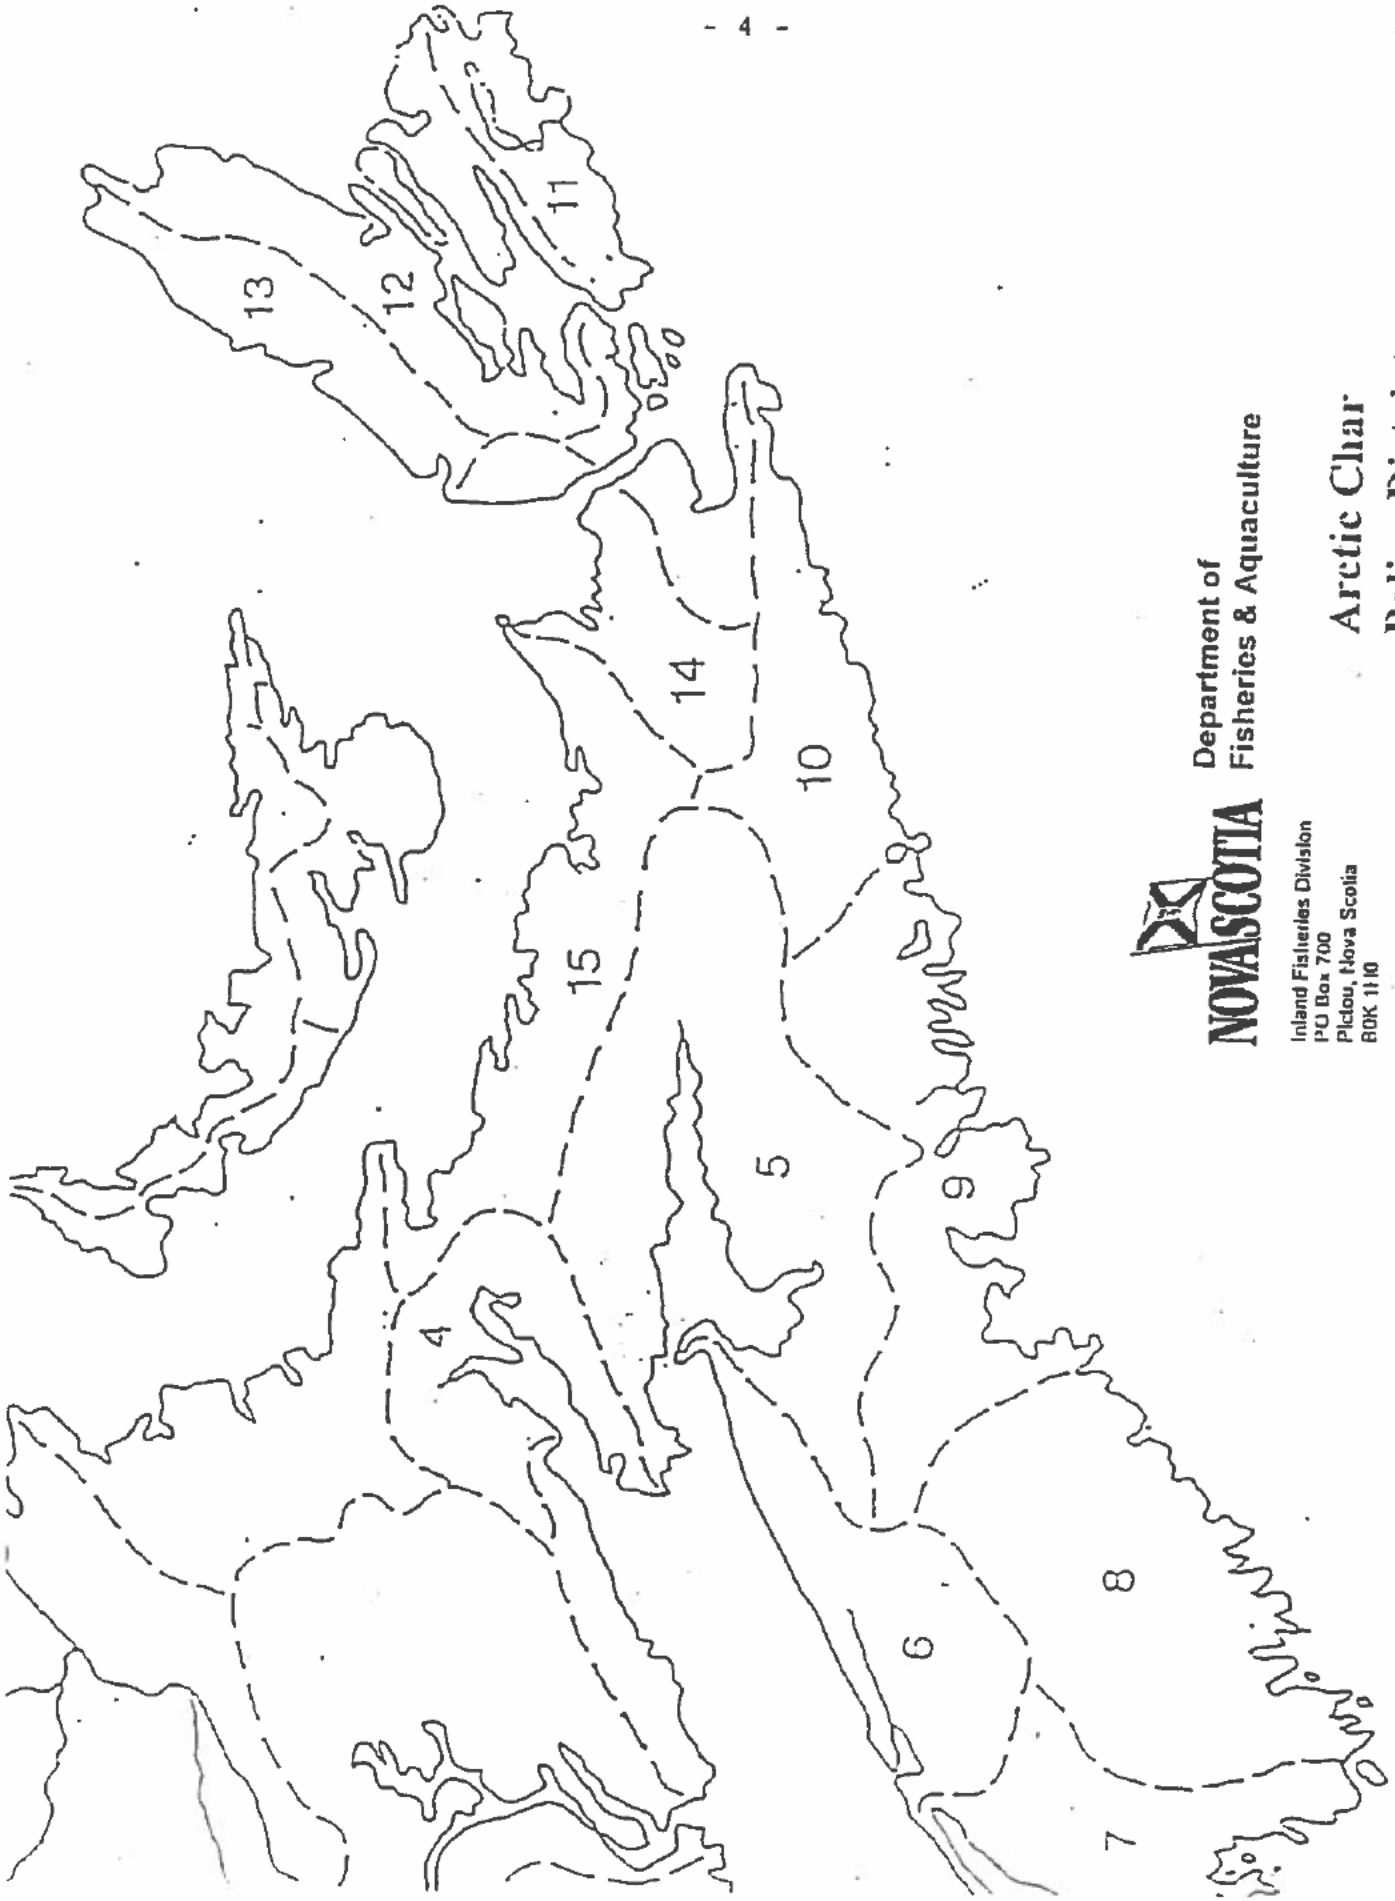 - 4 -
13
12
11
14
10
15
5
9
4
8
6
7
NOVA SCOTIA
Department of
Fisheries & Aquaculture
Inland Fisheries Division
PO Box 700
Pictou, Nova Scotia
B0K 1H0
Arctic Char